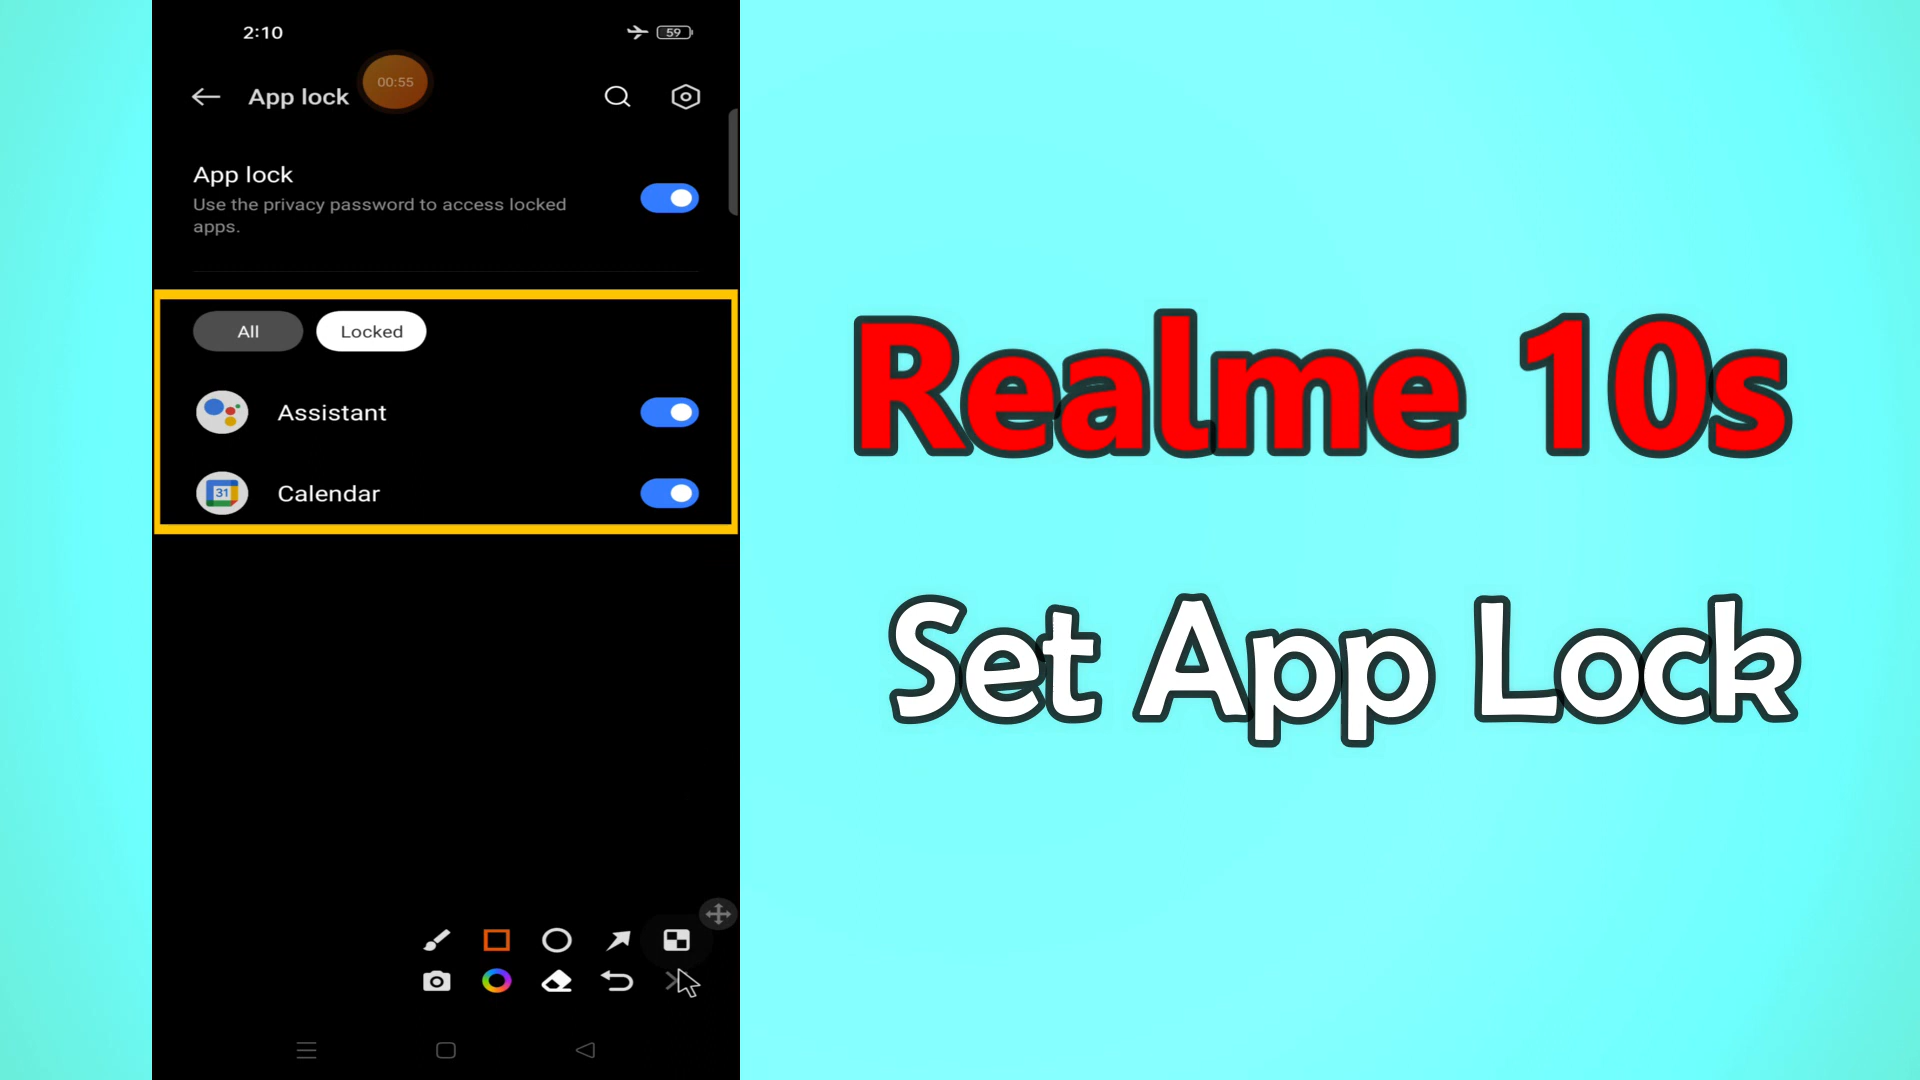 2:10
59
App lock
00:55
App lock
Use the privacy password to access locked
apps.
All
Locked
Assistant
31
Calendar
Realme 10s
Set App Lock